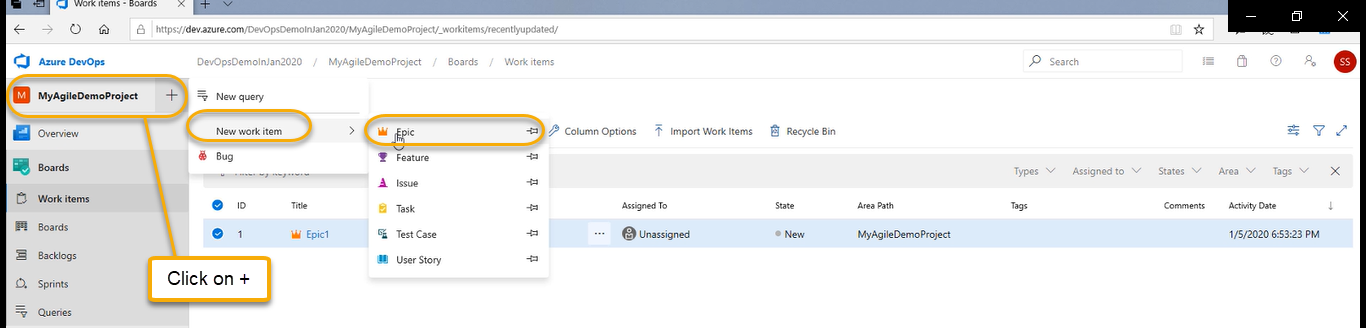 Work items - Boards
https://dev.azure.com/DevOpsDemoInJan2020/MyAgileDemoProject/_workitems/recentlyupdated/
Azure DevOps
DevOpsDemoInJan2020 / MyAgileDemoProject / Boards / Work items
Search
SS
M MyAgileDemoProject +
New query
Overview
New work item
Epic
Column Options
Import Work Items
Recycle Bin
Bug
Feature
Boards
Filter by keyword
Types
Assigned to
States
Area
Tags
Issue
Work items
ID
Title
Task
Assigned To
State
Area Path
Tags
Comments
Activity Date
Boards
1
Epic1
Test Case
...
Unassigned
New
MyAgileDemoProject
1/5/2020 6:53:23 PM
Backlogs
User Story
Click on +
Sprints
Queries